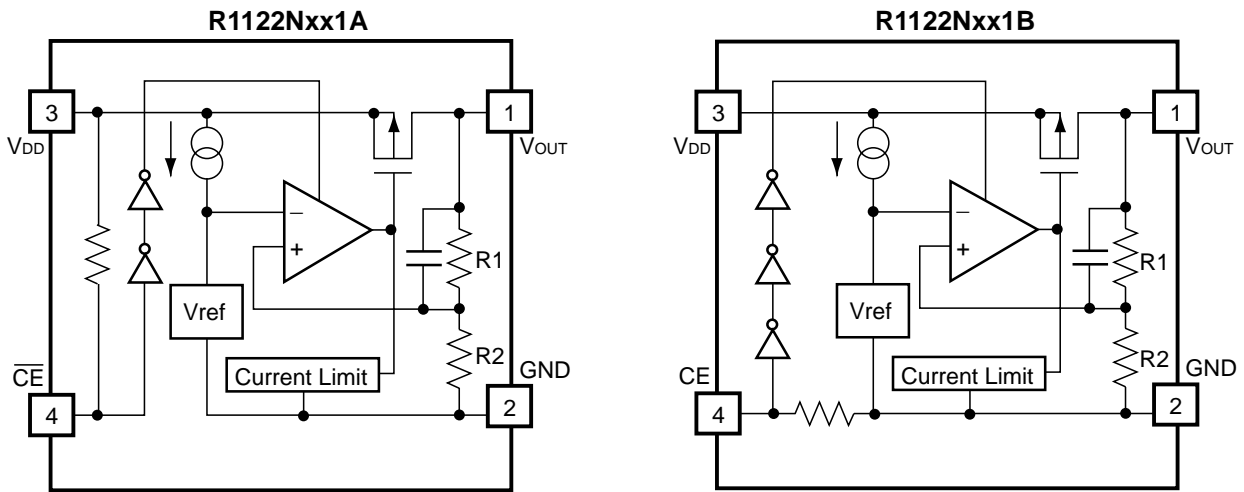 R1122Nxx1A
3
VDD
1
VOUT
−
+
R1
Vref
R2
Current Limit
CE
4
GND
2
R1122Nxx1B
3
VDD
1
VOUT
−
+
R1
Vref
R2
Current Limit
CE
4
GND
2